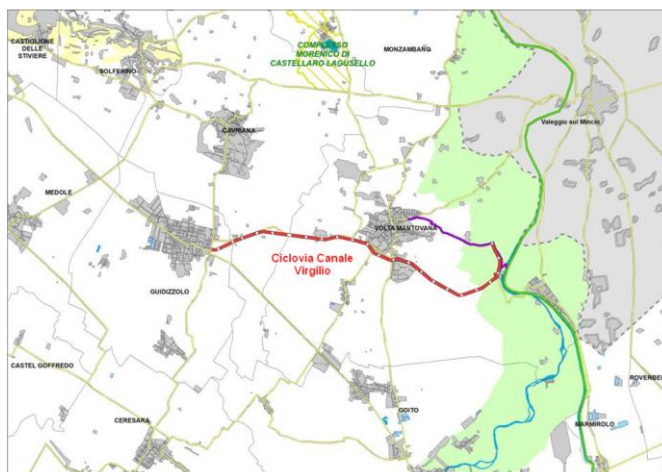 CASTIGLIONE
DELLE
STIVIERE
SOLFERINO
COMPLESSO
MORENICO DI
CASTELLARO LAGUSELLO
MONZAMBANO
Valeggio sul Mincio
CAVRIANA
MEDOLE
VOLTA MANTOVANA
Ciclovia Canale
Virgilio
GUIDIZZOLO
CASTEL GOFFREDO
CERESARA
GOITO
ROVERBE
MARMIROLO